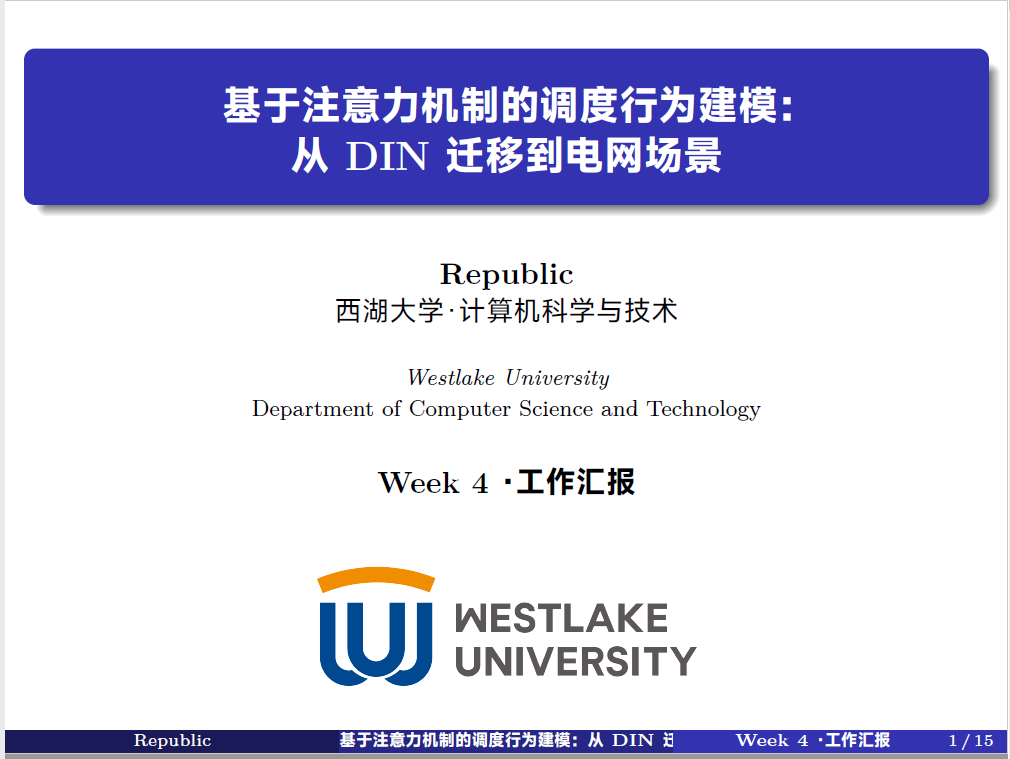 基于注意力机制的调度行为建模：
从 DIN 迁移到电网场景
Republic
西湖大学·计算机科学与技术
Westlake University
Department of Computer Science and Technology
Week 4 ·工作汇报
WESTLAKE
UNIVERSITY
Republic 基于注意力机制的调度行为建模：从 DIN Week 4 ·工作汇报 1 / 15